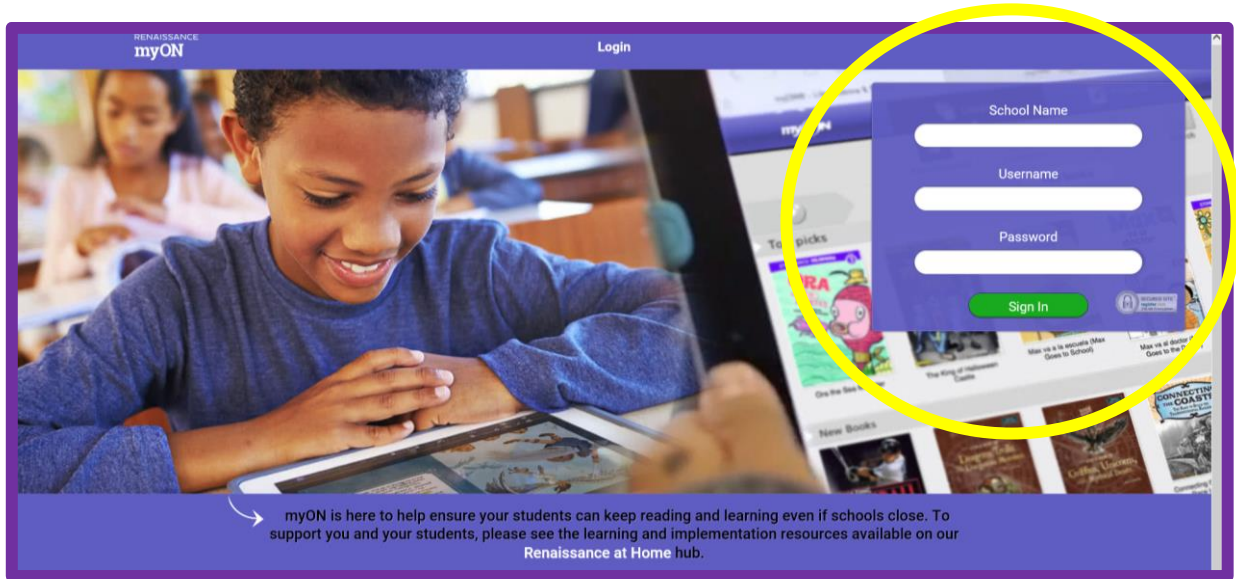 RENAISSANCE
myON
Login
School Name
Username
Password
Sign In
Top picks
The King of Halloween
Castle
Max va a la escuela (Max
Goes to School)
Max va al doctor
Goes to the
New Books
CONNECTING
THE COASTS
myON is here to help ensure your students can keep reading and learning even if schools close. To
support you and your students, please see the learning and implementation resources available on our
Renaissance at Home hub.